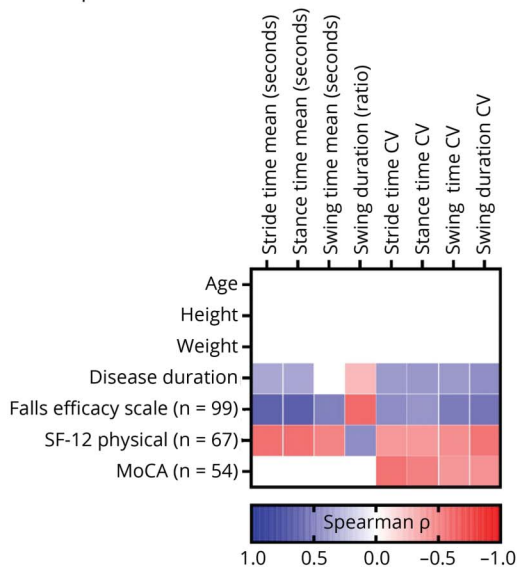 Stride time mean (seconds)
Stance time mean (seconds)
Swing time mean (seconds)
Swing duration (ratio)
Stride time CV
Stance time CV
Swing time CV
Swing duration CV
Age
Height
Weight
Disease duration
Falls efficacy scale (n = 99)
SF-12 physical (n = 67)
MoCA (n = 54)
Spearman ρ
1.0 0.5 0.0 –0.5 –1.0